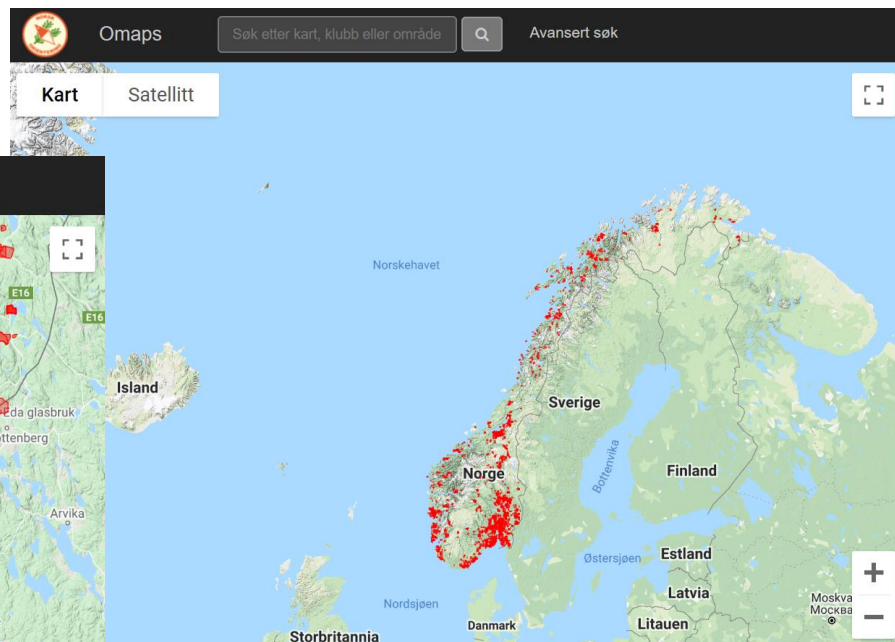 Omaps
Søk etter kart, klubb eller område
Avansert søk
Kart
Satellitt
Norskehavet
E16
E16
Island
Eda glasbruk
Sverige
Norge
Bottenvika
Finland
Arvika
Østersjøen
Estland
Latvia
Nordsjøen
Moskva
Москва
Danmark
Litauen
Storbritannia